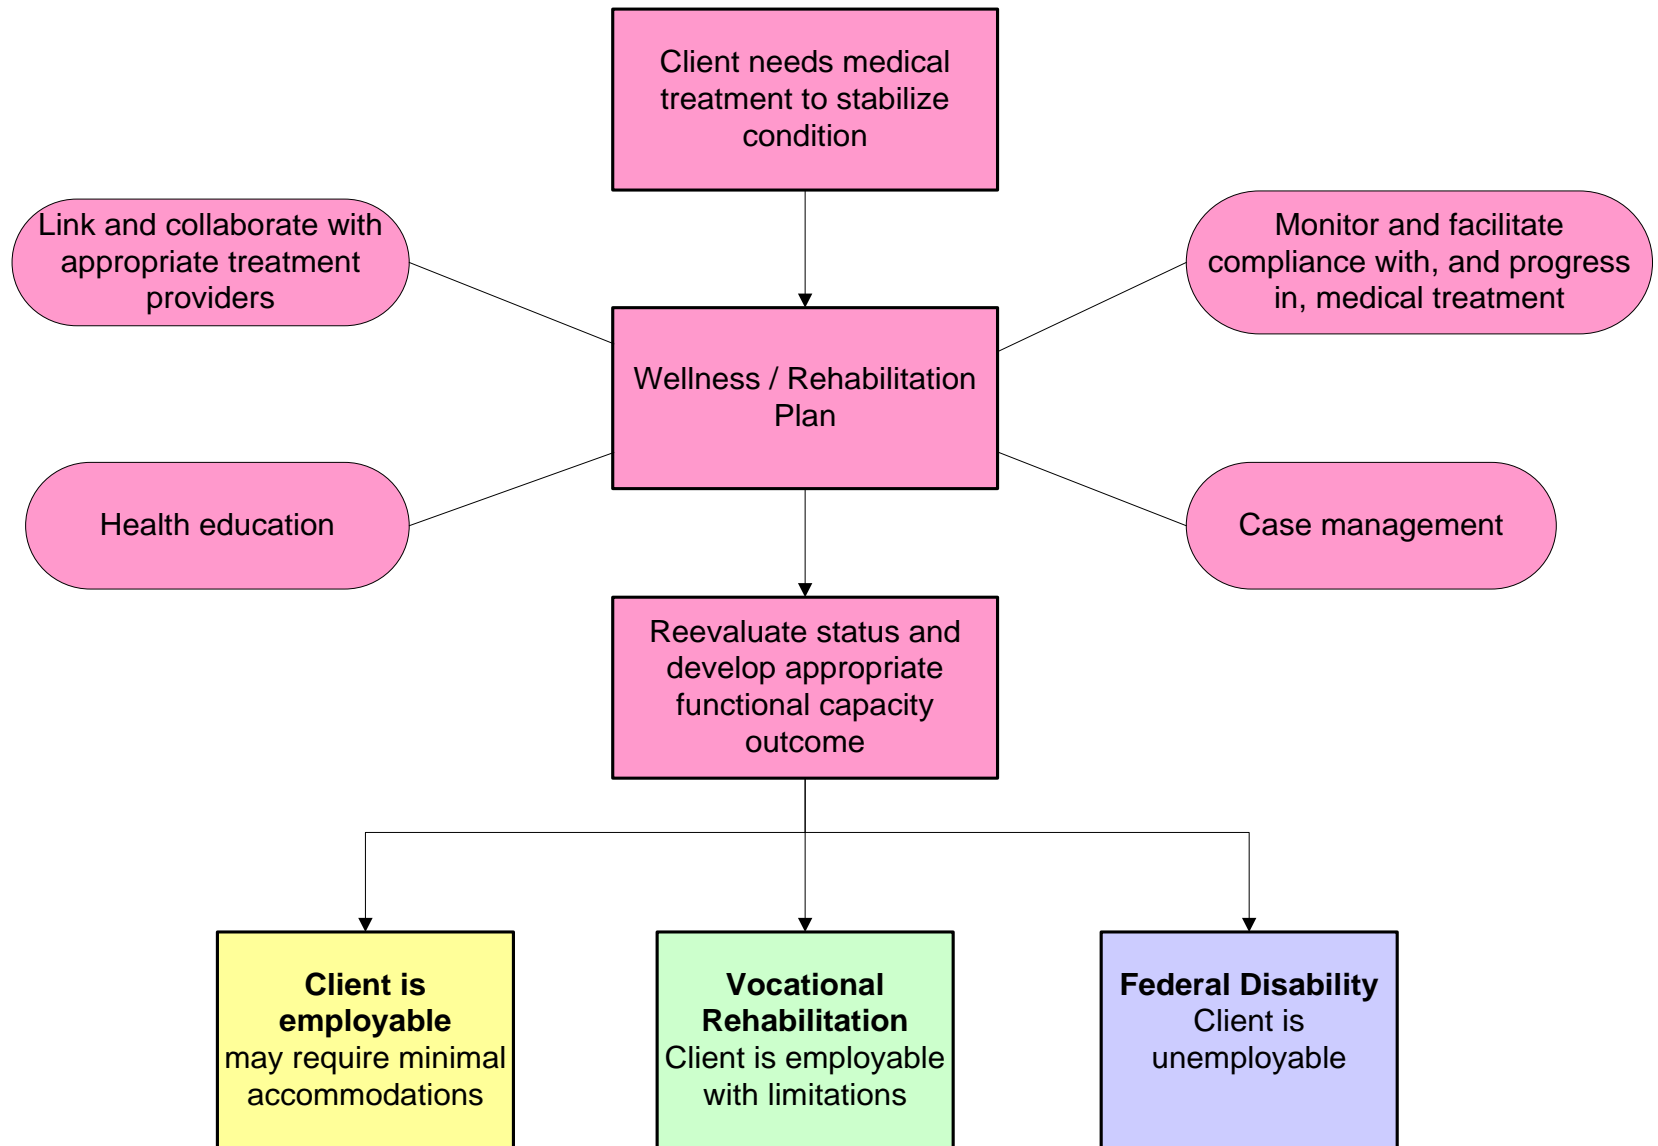 Client needs medical
treatment to stabilize
condition
Link and collaborate with
appropriate treatment
providers
Monitor and facilitate
compliance with, and progress
in, medical treatment
Wellness / Rehabilitation
Plan
Health education
Case management
Reevaluate status and
develop appropriate
functional capacity
outcome
Client is
employable
may require minimal
accommodations
Vocational
Rehabilitation
Client is employable
with limitations
Federal Disability
Client is
unemployable